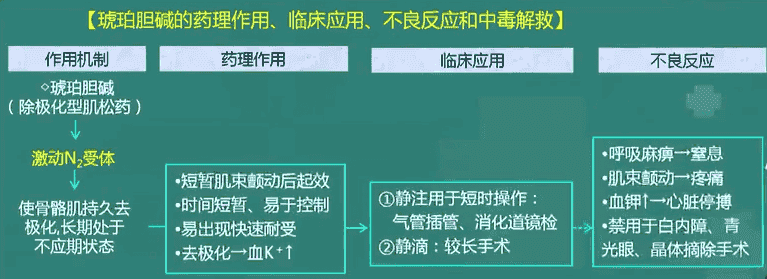 【琥珀胆碱的药理作用、临床应用、不良反应和中毒解救】
作用机制
药理作用
临床应用
不良反应
◇琥珀胆碱
（除极化型肌松药）
激动N₂受体
使骨骼肌持久去
极化,长期处于
不应期状态
•短暂肌束颤动后起效
•时间短暂、易于控制
•易出现快速耐受
•去极化→血K⁺↑
①静注用于短时操作：
气管插管、消化道镜检
②静滴：较长手术
•呼吸麻痹→窒息
•肌束颤动→疼痛
•血钾↑→心脏停搏
•禁用于白内障、青
光眼、晶体摘除手术